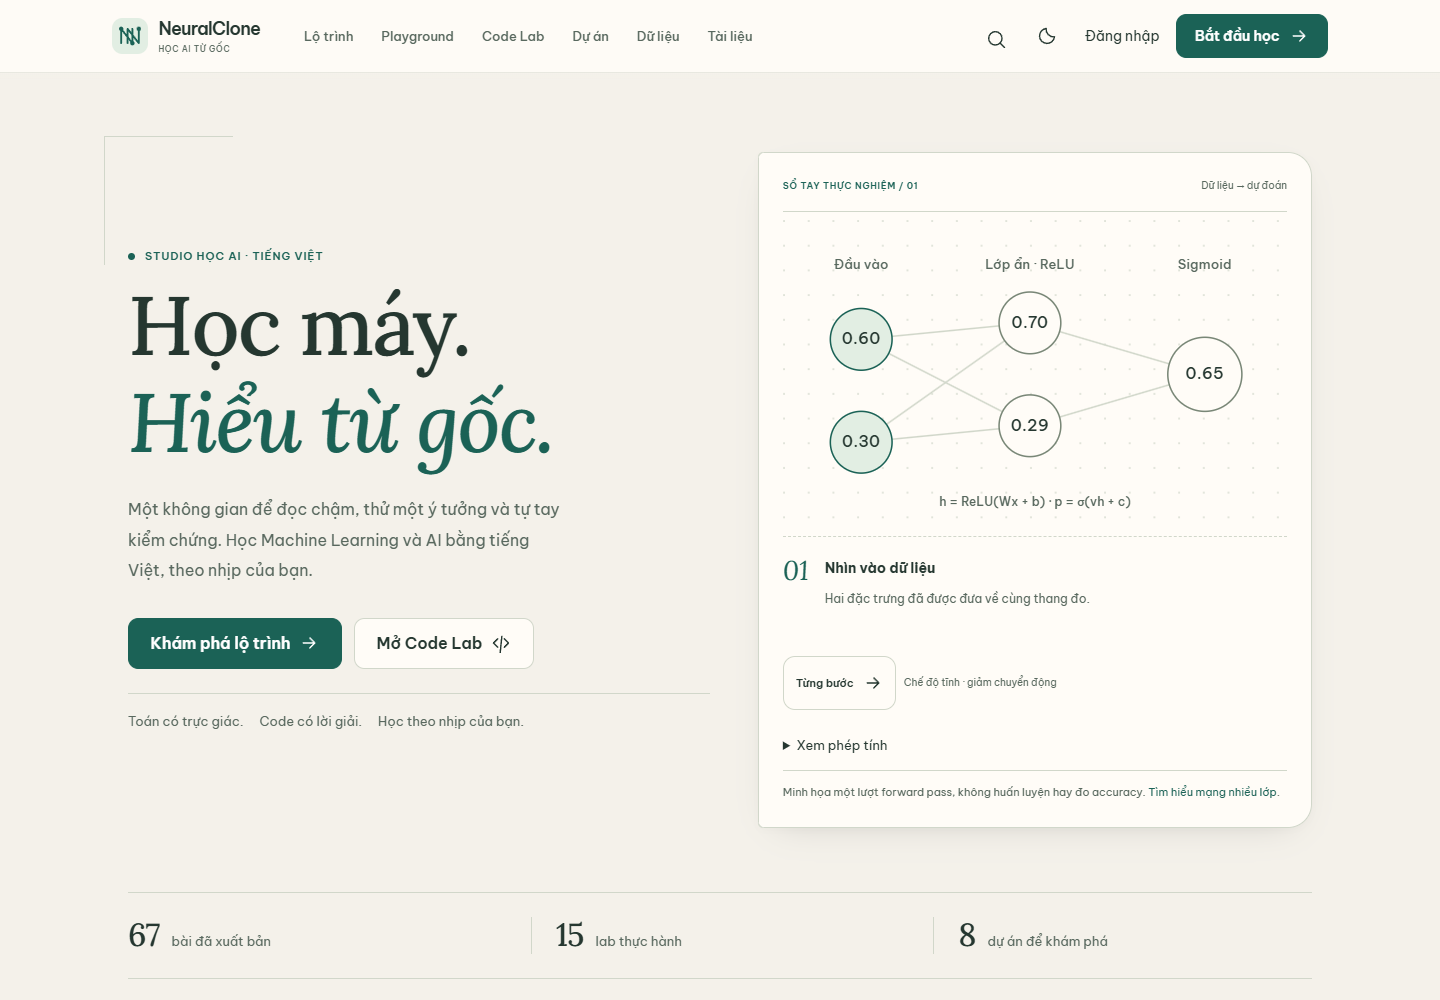 NeuralClone
HỌC AI TỪ GỐC
Lộ trình
Playground
Code Lab
Dự án
Dữ liệu
Tài liệu
Đăng nhập
Bắt đầu học →
STUDIO HỌC AI · TIẾNG VIỆT
Học máy.
Hiểu từ gốc.
Một không gian để đọc chậm, thử một ý tưởng và tự tay
kiểm chứng. Học Machine Learning và AI bằng tiếng
Việt, theo nhịp của bạn.
Khám phá lộ trình →
Mở Code Lab
Toán có trực giác. Code có lời giải. Học theo nhịp của bạn.
SỔ TAY THỰC NGHIỆM / 01
Dữ liệu → dự đoán
Đầu vào
Lớp ẩn · ReLU
Sigmoid
0.60
0.70
0.65
0.30
0.29
h = ReLU(Wx + b) · p = σ(vh + c)
01
Nhìn vào dữ liệu
Hai đặc trưng đã được đưa về cùng thang đo.
Từng bước →
Chế độ tĩnh · giảm chuyển động
Xem phép tính
Minh họa một lượt forward pass, không huấn luyện hay đo accuracy. Tìm hiểu mạng nhiều lớp.
67 bài đã xuất bản
15 lab thực hành
8 dự án để khám phá